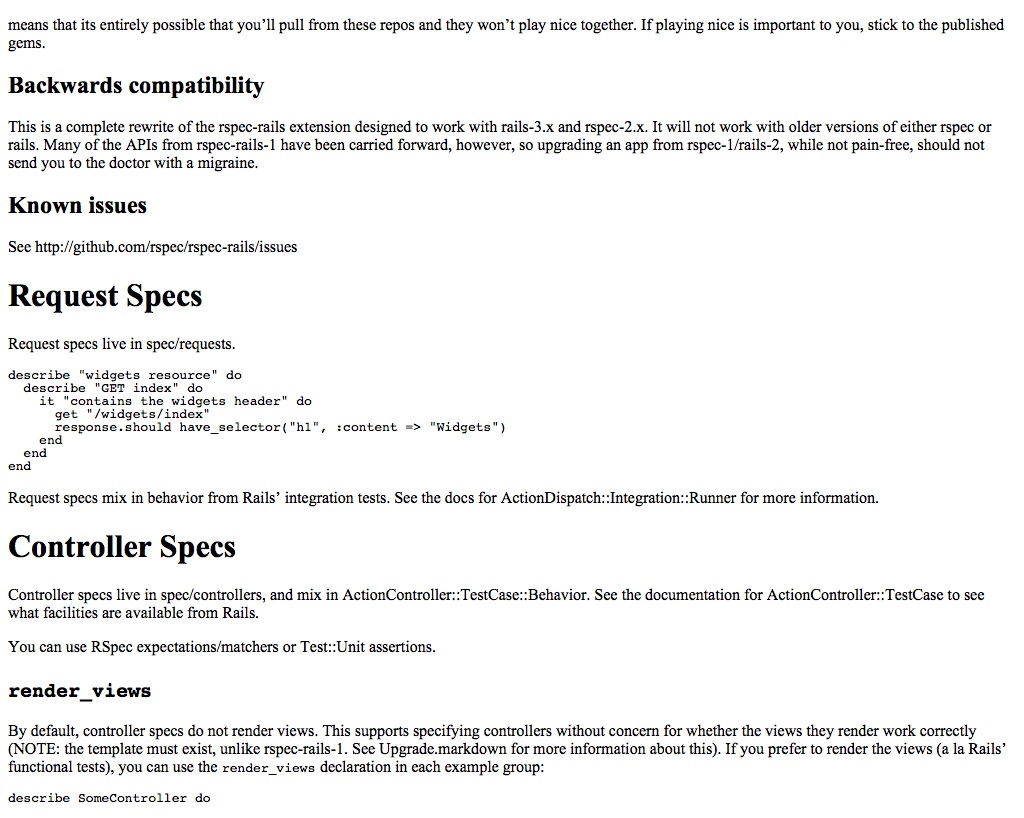 means that its entirely possible that you’ll pull from these repos and they won’t play nice together. If playing nice is important to you, stick to the published
gems.
Backwards compatibility
This is a complete rewrite of the rspec-rails extension designed to work with rails-3.x and rspec-2.x. It will not work with older versions of either rspec or
rails. Many of the APIs from rspec-rails-1 have been carried forward, however, so upgrading an app from rspec-1/rails-2, while not pain-free, should not
send you to the doctor with a migraine.
Known issues
See http://github.com/rspec/rspec-rails/issues
Request Specs
Request specs live in spec/requests.
describe "widgets resource" do
  describe "GET index" do
    it "contains the widgets header" do
      get "/widgets/index"
      response.should have_selector("h1", :content => "Widgets")
    end
  end
end
Request specs mix in behavior from Rails’ integration tests. See the docs for ActionDispatch::Integration::Runner for more information.
Controller Specs
Controller specs live in spec/controllers, and mix in ActionController::TestCase::Behavior. See the documentation for ActionController::TestCase to see
what facilities are available from Rails.
You can use RSpec expectations/matchers or Test::Unit assertions.
render_views
By default, controller specs do not render views. This supports specifying controllers without concern for whether the views they render work correctly
(NOTE: the template must exist, unlike rspec-rails-1. See Upgrade.markdown for more information about this). If you prefer to render the views (a la Rails’
functional tests), you can use the render_views declaration in each example group:
describe SomeController do